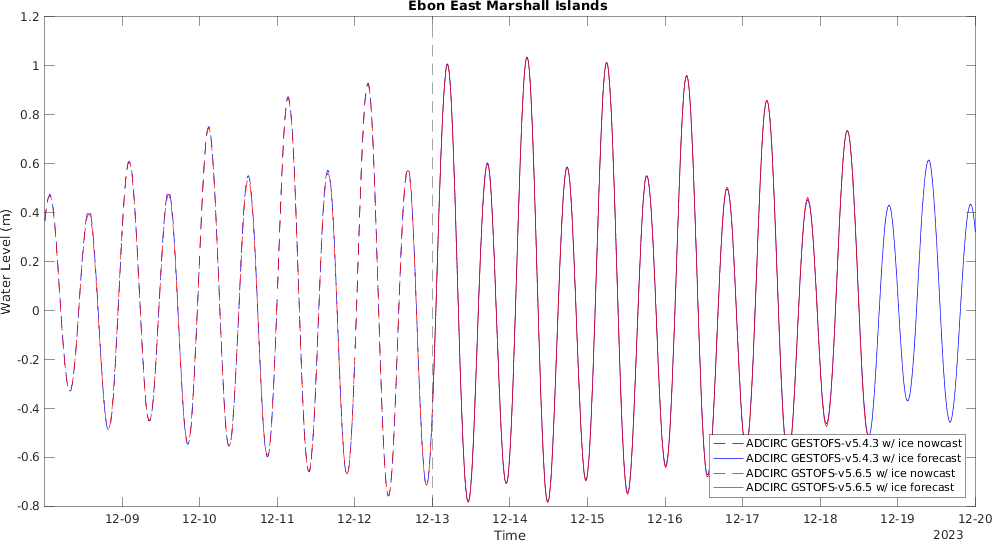 Ebon East Marshall Islands
1.2
1
0.8
0.6
0.4
0.2
0
-0.2
-0.4
-0.6
-0.8
Water Level (m)
ADCIRC GESTOFS-v5.4.3 w/ ice nowcast
ADCIRC GESTOFS-v5.4.3 w/ ice forecast
ADCIRC GSTOFS-v5.6.5 w/ ice nowcast
ADCIRC GSTOFS-v5.6.5 w/ ice forecast
12-09 12-10 12-11 12-12 12-13 12-14 12-15 12-16 12-17 12-18 12-19 12-20
Time
2023